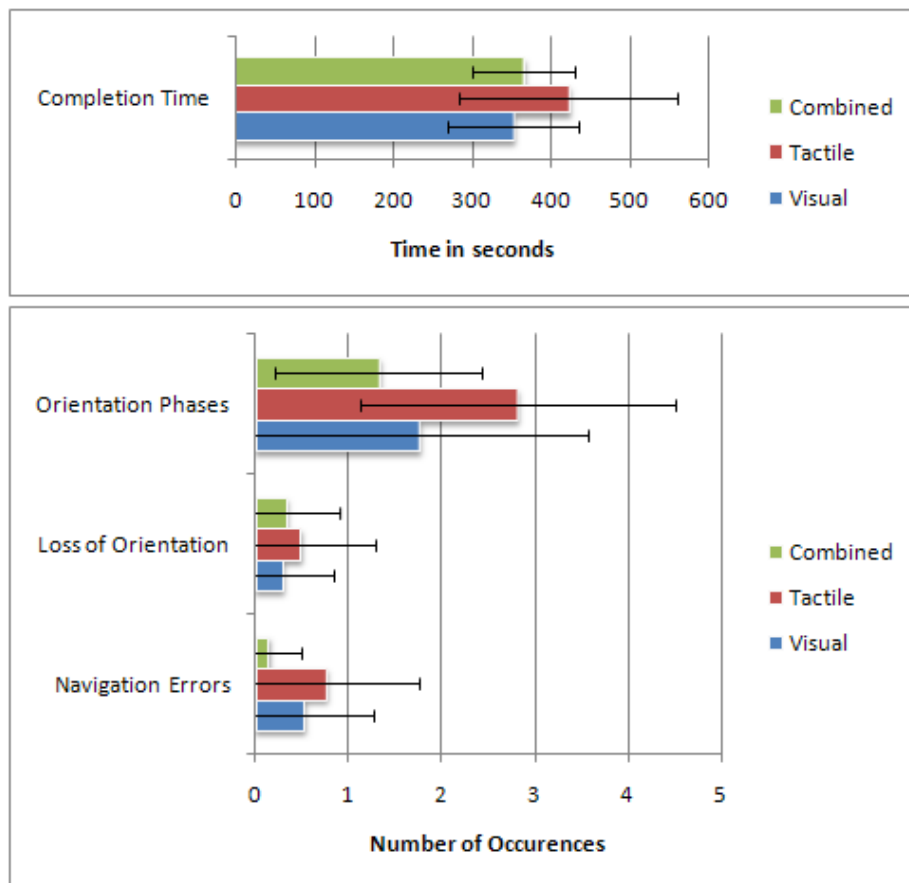 Completion Time
Combined
Tactile
Visual
0 100 200 300 400 500 600
Time in seconds
Orientation Phases
Loss of Orientation
Navigation Errors
Combined
Tactile
Visual
0 1 2 3 4 5
Number of Occurences